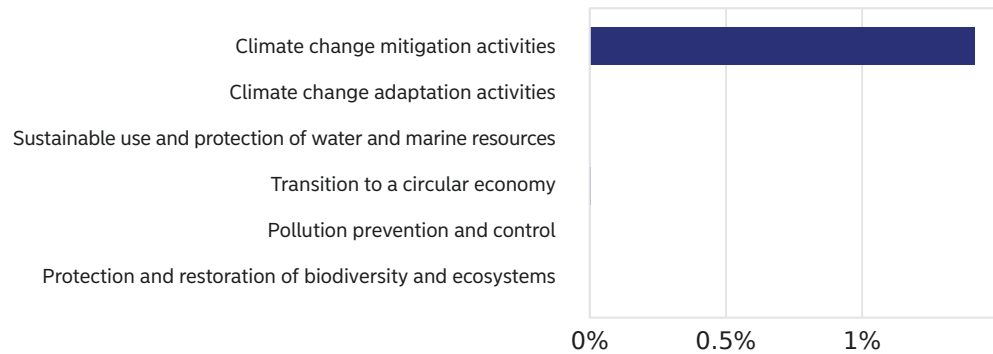 Climate change mitigation activities
Climate change adaptation activities
Sustainable use and protection of water and marine resources
Transition to a circular economy
Pollution prevention and control
Protection and restoration of biodiversity and ecosystems
0% 0.5% 1%